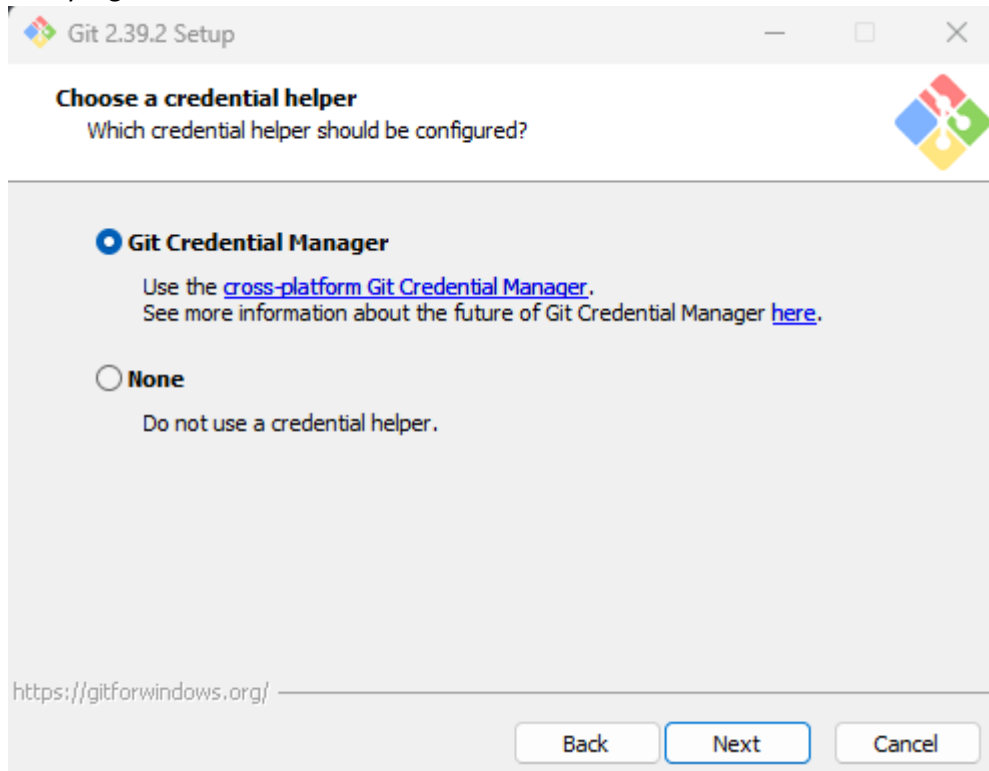 Git 2.39.2 Setup
Choose a credential helper
Which credential helper should be configured?
Git Credential Manager
Use the cross-platform Git Credential Manager.
See more information about the future of Git Credential Manager here.
None
Do not use a credential helper.
https://gitforwindows.org/
Back Next Cancel